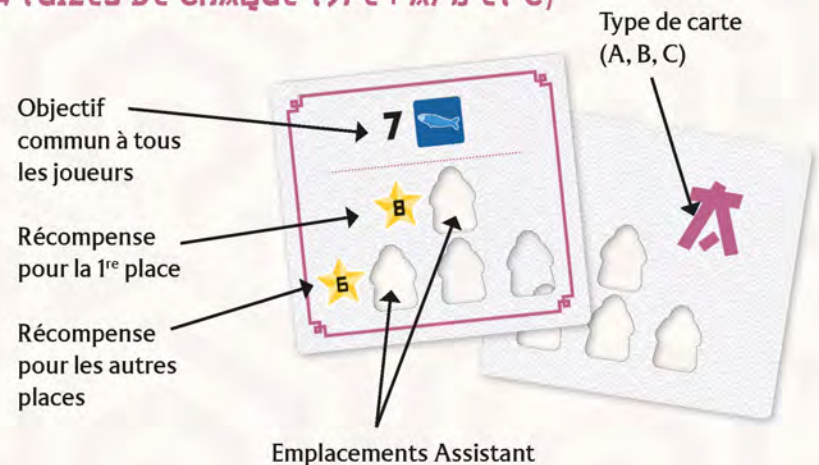 Type de carte
(A, B, C)
Objectif
commun à tous
les joueurs
7
Récompense
pour la 1re place
8
Récompense
pour les autres
places
6
A
Emplacements Assistant